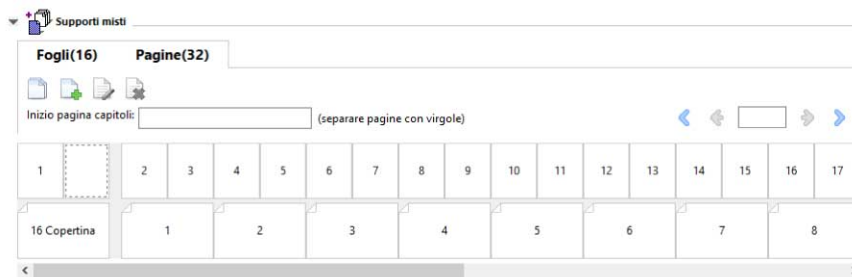 Supporti misti
Fogli(16) Pagine(32)
Inizio pagina capitoli: (separare pagine con virgole)
1 2 3 4 5 6 7 8 9 10 11 12 13 14 15 16 17
16 Copertina 1 2 3 4 5 6 7 8